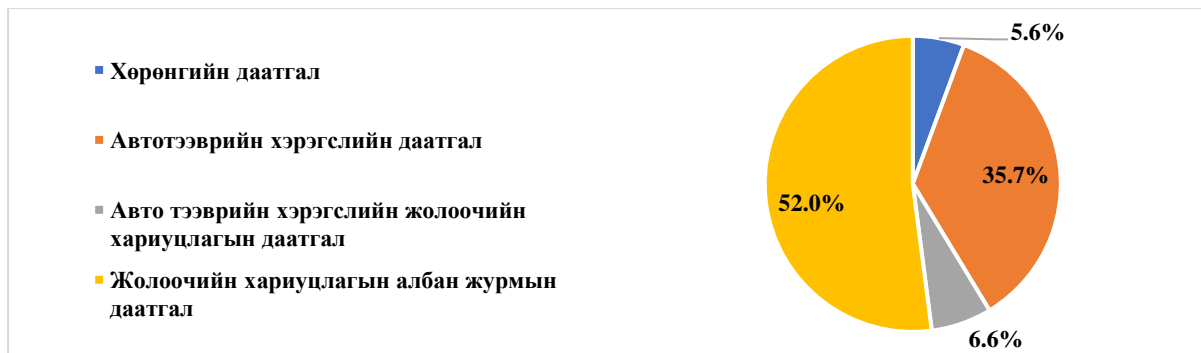 Хөрөнгийн даатгал
Автотээврийн хэрэгслийн даатгал
Авто тээврийн хэрэгслийн жолоочийн
хариуцлагын даатгал
Жолоочийн хариуцлагын албан журмын
даатгал
5.6%
35.7%
52.0%
6.6%